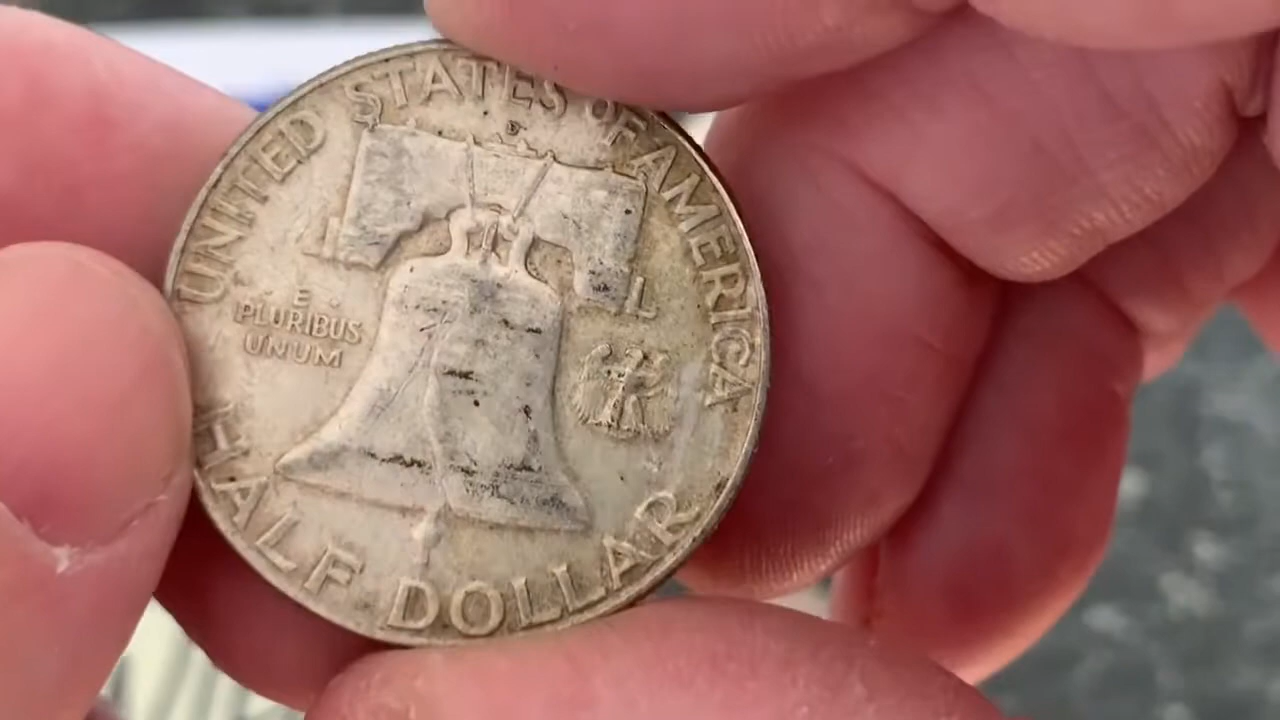 UNITED STATES OF AMERICA
D
E
PLURIBUS
UNUM
L
HALF DOLLAR